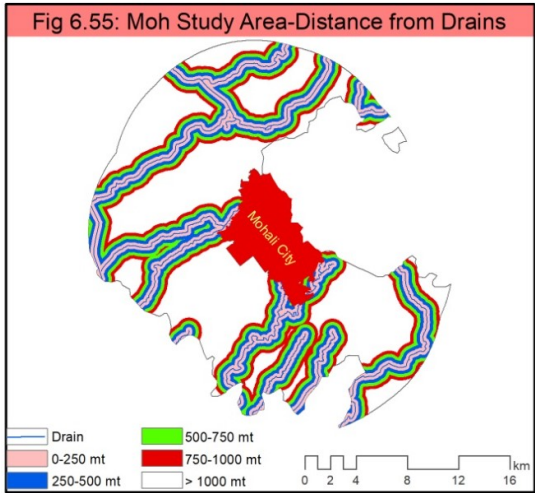 Fig 6.55: Moh Study Area-Distance from Drains
Mohali City
Drain
0-250 mt
250-500 mt
500-750 mt
750-1000 mt
> 1000 mt
km
0 1 2 4 8 12 16